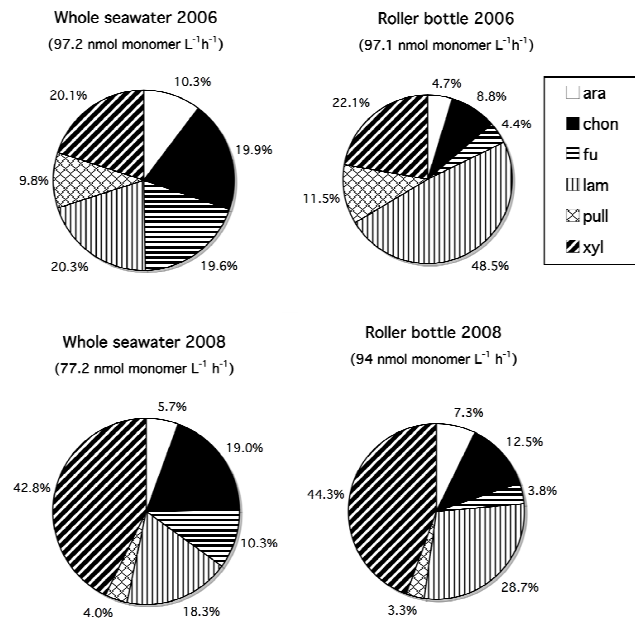 Whole seawater 2006
(97.2 nmol monomer L⁻¹h⁻¹)
10.3%
19.9%
19.6%
20.3%
9.8%
20.1%
Roller bottle 2006
(97.1 nmol monomer L⁻¹h⁻¹)
4.7%
8.8%
4.4%
48.5%
11.5%
22.1%
ara
chon
fu
lam
pull
xyl
Whole seawater 2008
(77.2 nmol monomer L⁻¹ h⁻¹)
5.7%
19.0%
10.3%
18.3%
4.0%
42.8%
Roller bottle 2008
(94 nmol monomer L⁻¹ h⁻¹)
7.3%
12.5%
3.8%
28.7%
3.3%
44.3%